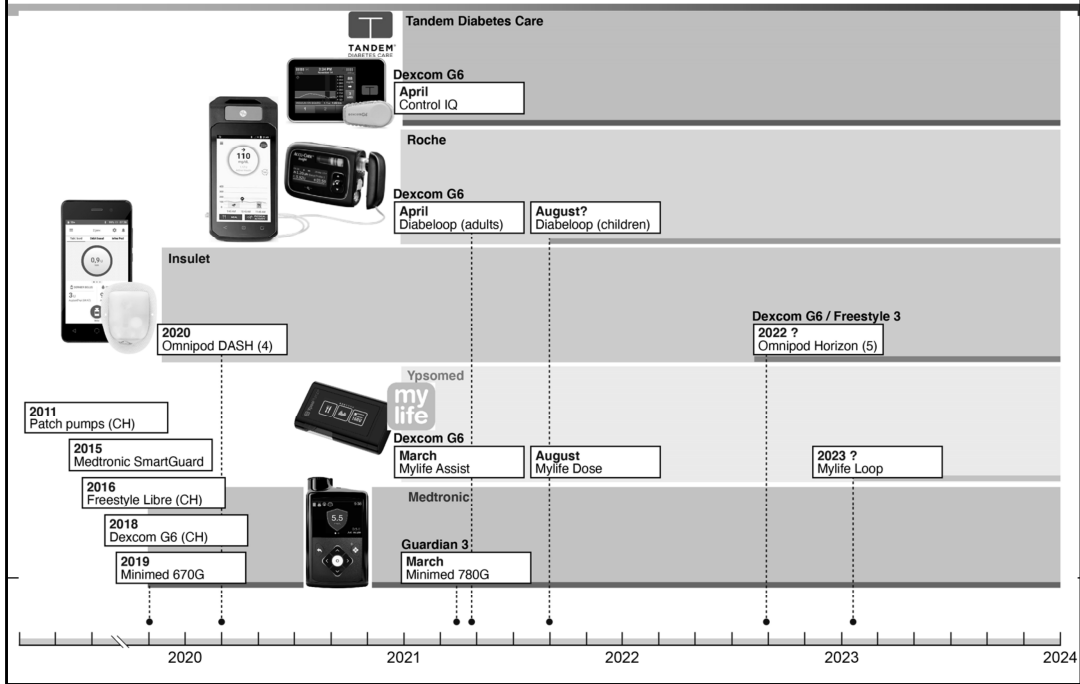 Tandem Diabetes Care
TANDEM
DIABETES CARE
Dexcom G6
April
Control IQ
Roche
110
Dexcom G6
April
Diabeloop (adults)
August?
Diabeloop (children)
Insulet
0,9
Dexcom G6 / Freestyle 3
2020
Omnipod DASH (4)
2022 ?
Omnipod Horizon (5)
Ypsomed
my
life
2011
Patch pumps (CH)
Dexcom G6
2015
Medtronic SmartGuard
March
Mylife Assist
August
Mylife Dose
2023 ?
Mylife Loop
2016
Freestyle Libre (CH)
Medtronic
5.5
2018
Dexcom G6 (CH)
Guardian 3
2019
Minimed 670G
March
Minimed 780G
2020
2021
2022
2023
2024